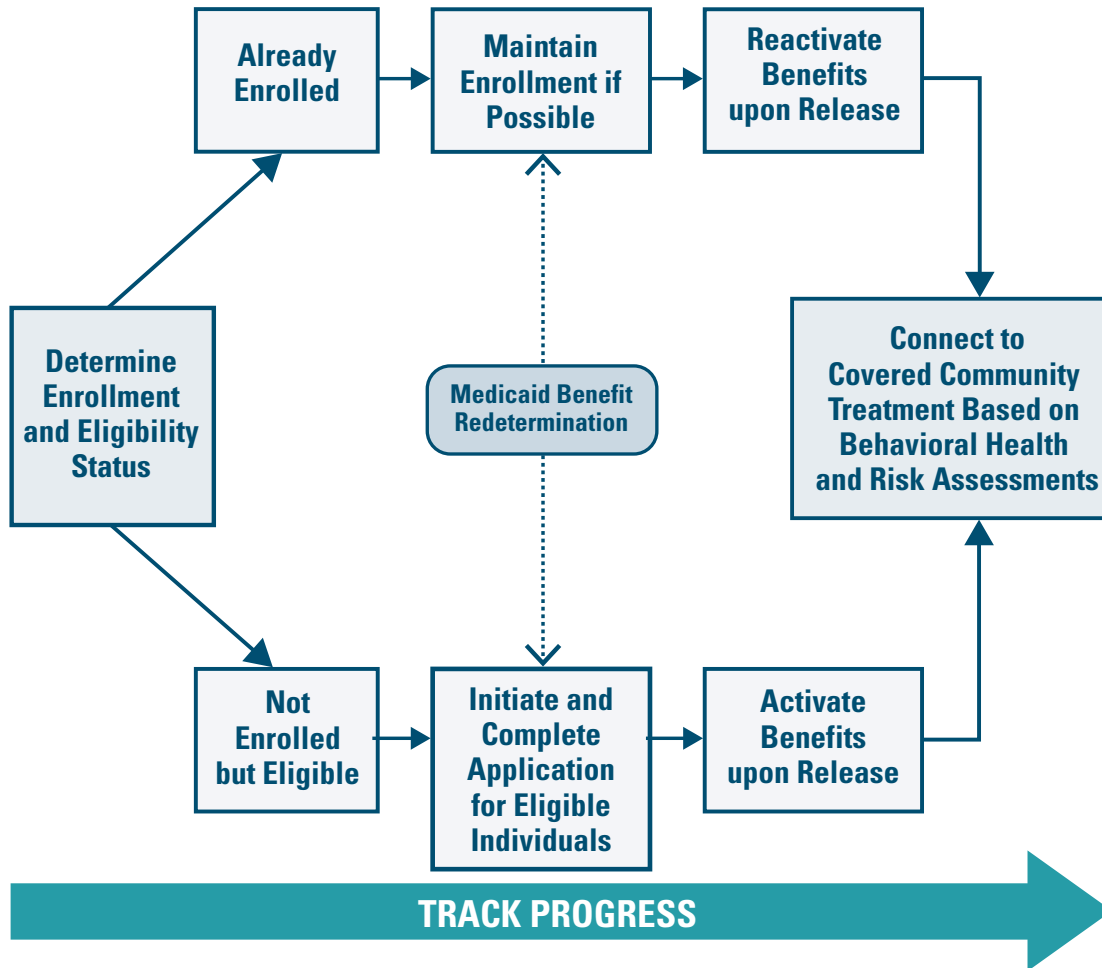 Already
Enrolled
Maintain
Enrollment if
Possible
Reactivate
Benefits
upon Release
Determine
Enrollment
and Eligibility
Status
Medicaid Benefit
Redetermination
Connect to
Covered Community
Treatment Based on
Behavioral Health
and Risk Assessments
Not
Enrolled
but Eligible
Initiate and
Complete
Application
for Eligible
Individuals
Activate
Benefits
upon Release
TRACK PROGRESS